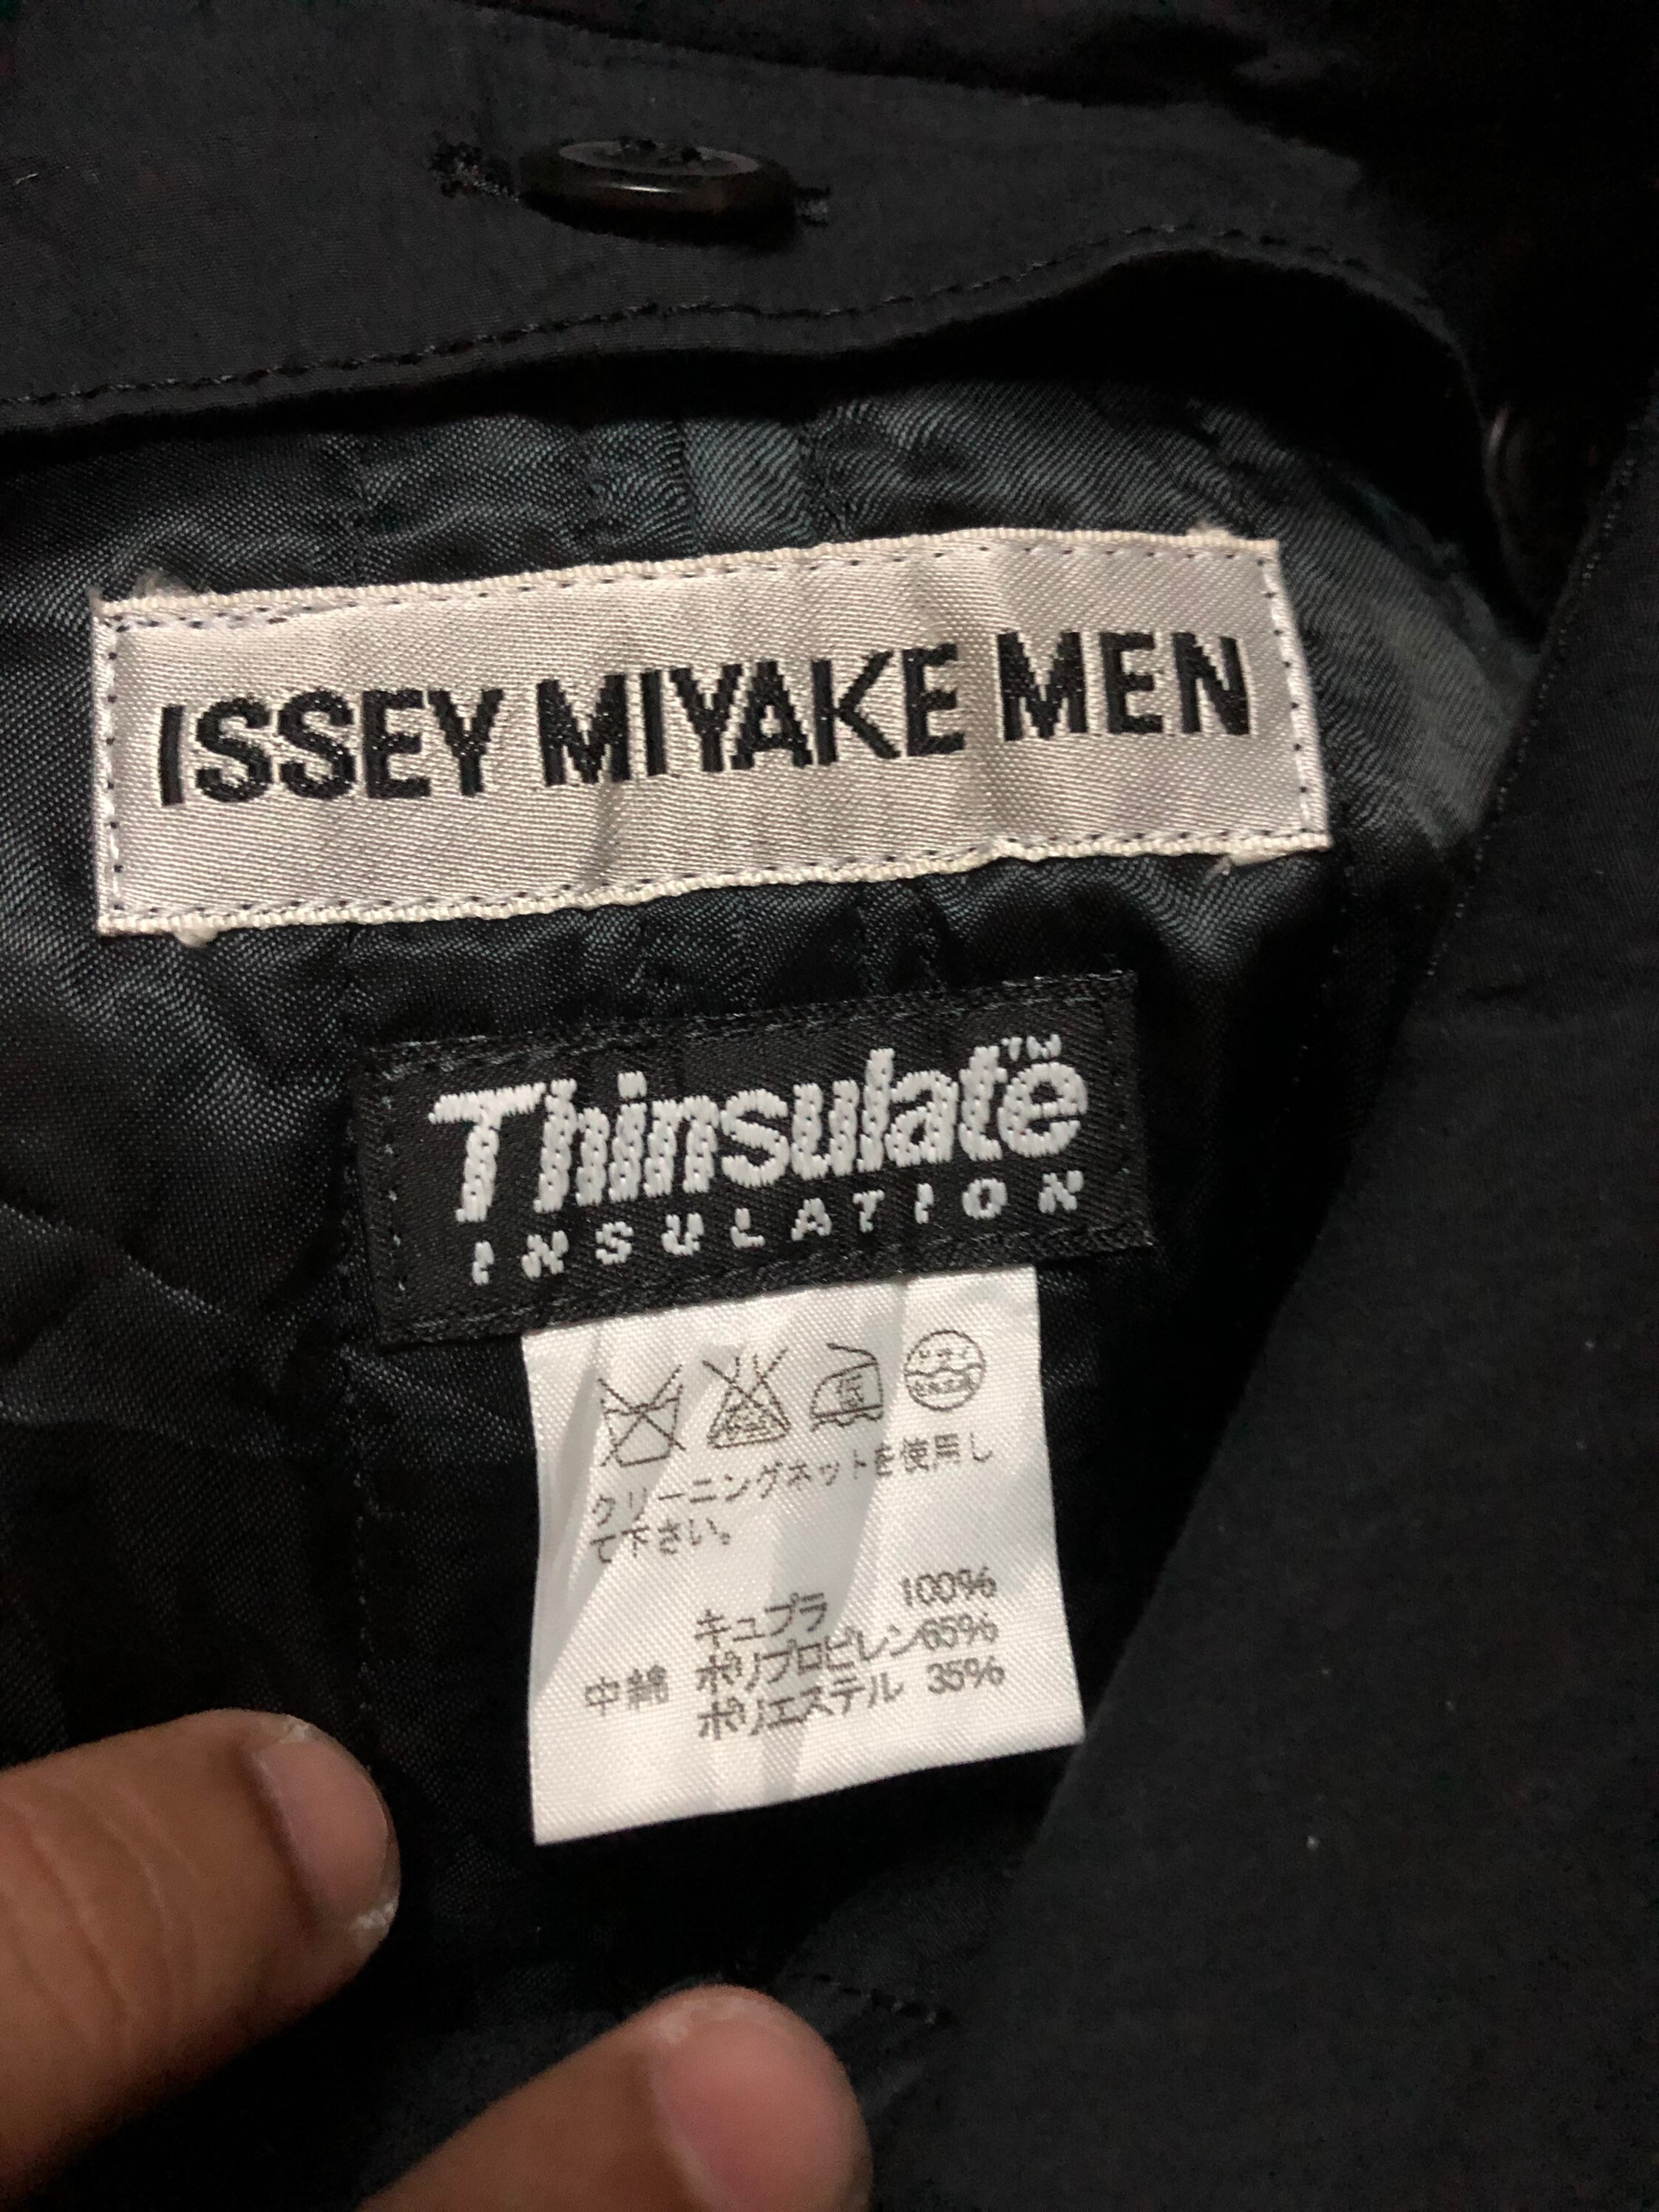 ISSEY MIYAKE MEN
Thinsulate™
INSULATION
クリーニングネットを使用し
て下さい。
キュプラ 100%
中綿 ポリプロピレン65%
ポリエステル 35%